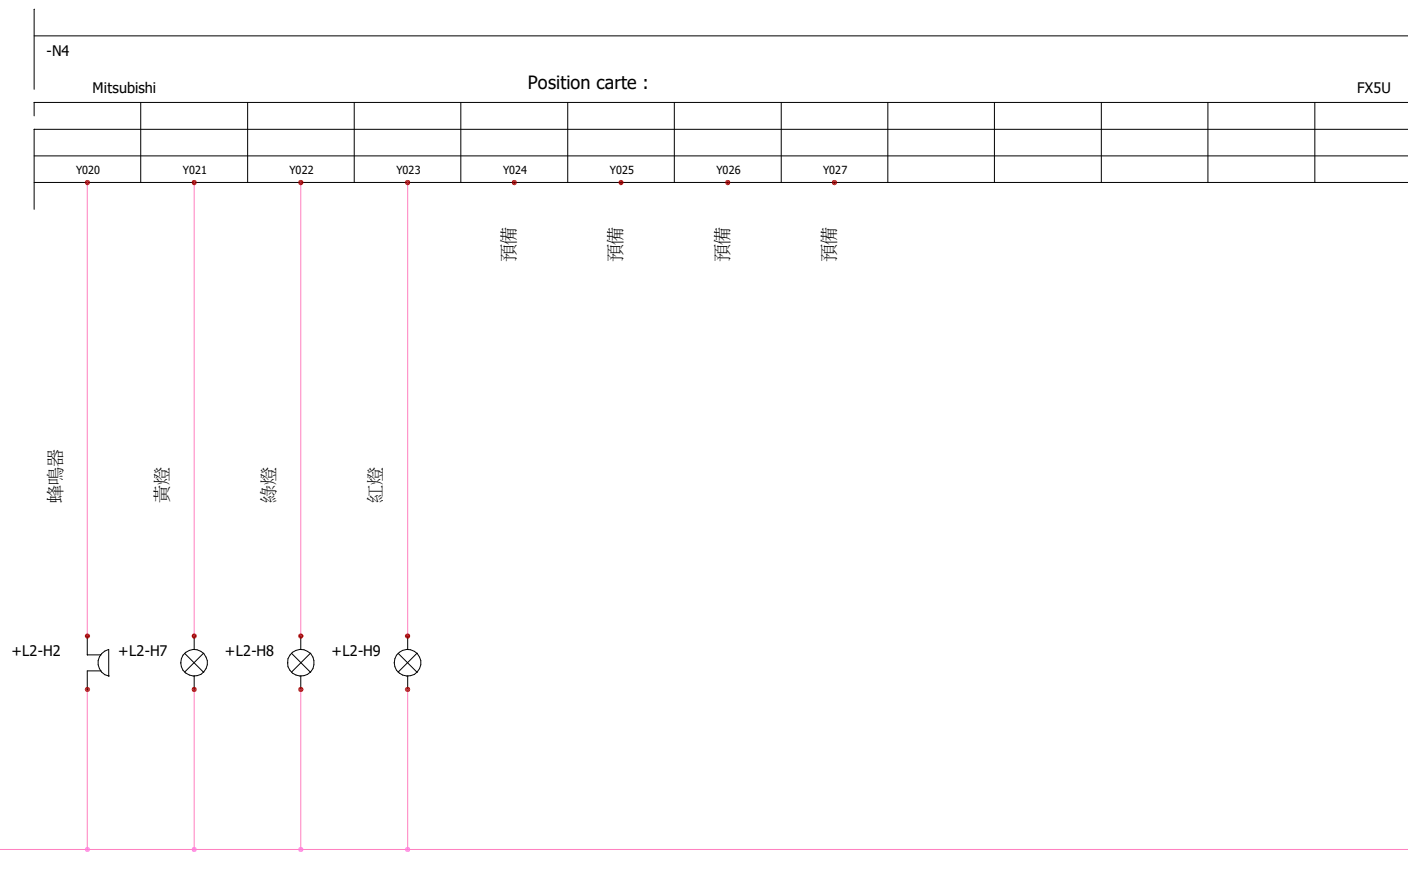 -N4
Mitsubishi
Position carte :
FX5U
Y020
Y021
Y022
Y023
Y024
Y025
Y026
Y027
預備
預備
預備
預備
蜂鳴器
黃燈
綠燈
紅燈
+L2-H2
+L2-H7
+L2-H8
+L2-H9